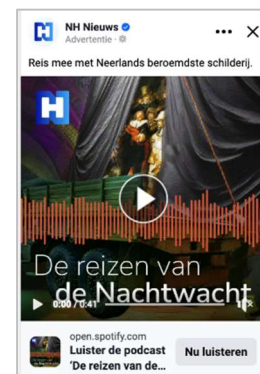 NH Nieuws
Advertentie ·
Reis mee met Neerlands beroemdste schilderij.
De reizen van
de Nachtwacht
0:00 / 0:41
open.spotify.com
Luister de podcast
‘De reizen van de...
Nu luisteren